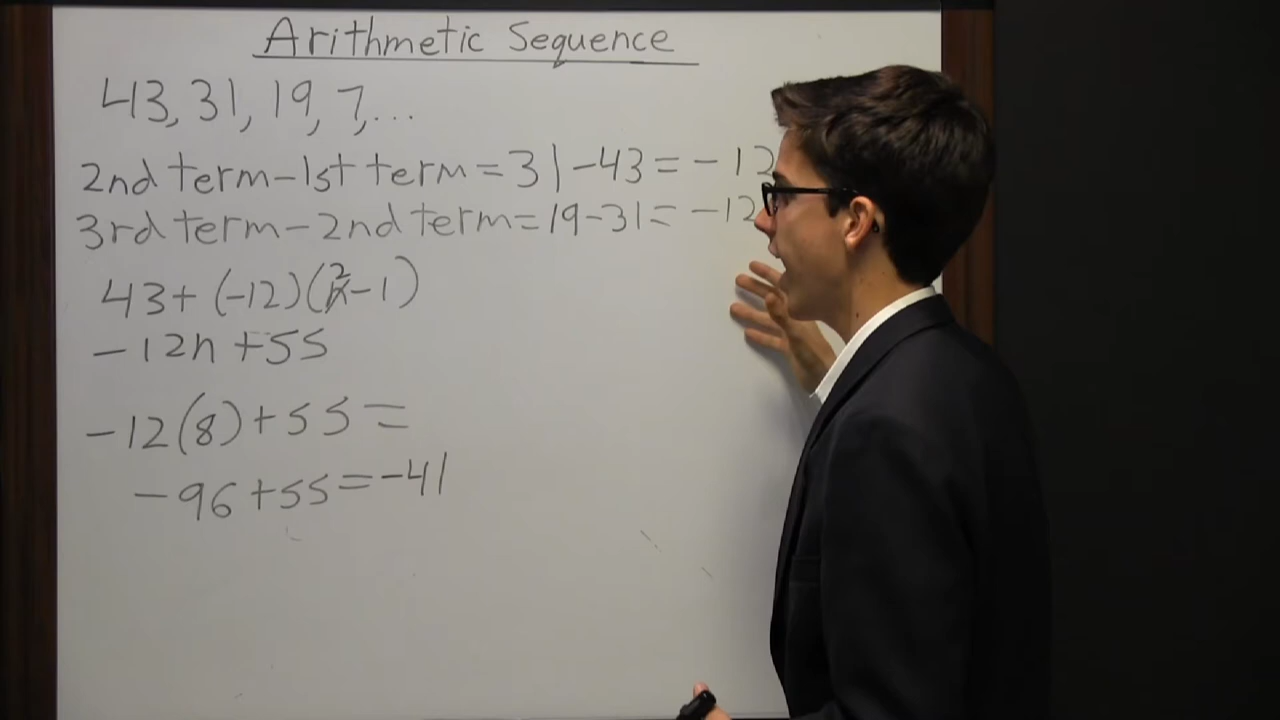 Arithmetic Sequence
43, 31, 19, 7, ...
2nd term-1st term=31-43=-12
3rd term-2nd term=19-31=-12
43+(-12)(2-1)
-12n+55
-12(8)+55=
-96+55=-41